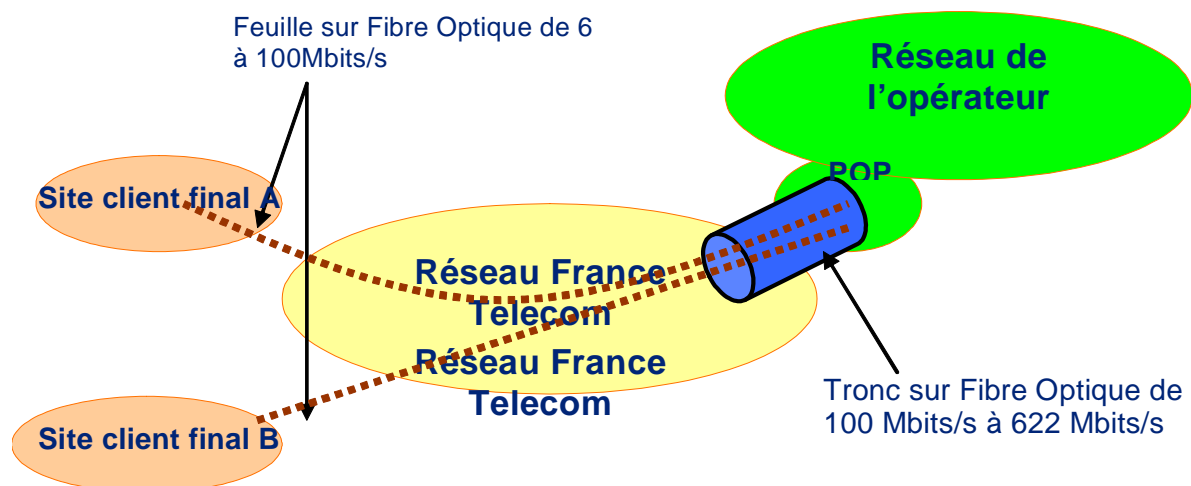 Feuille sur Fibre Optique de 6
à 100Mbits/s
Réseau de
l’opérateur
POP
Site client final A
Réseau France
Telecom
Réseau France
Telecom
Tronc sur Fibre Optique de
100 Mbits/s à 622 Mbits/s
Site client final B